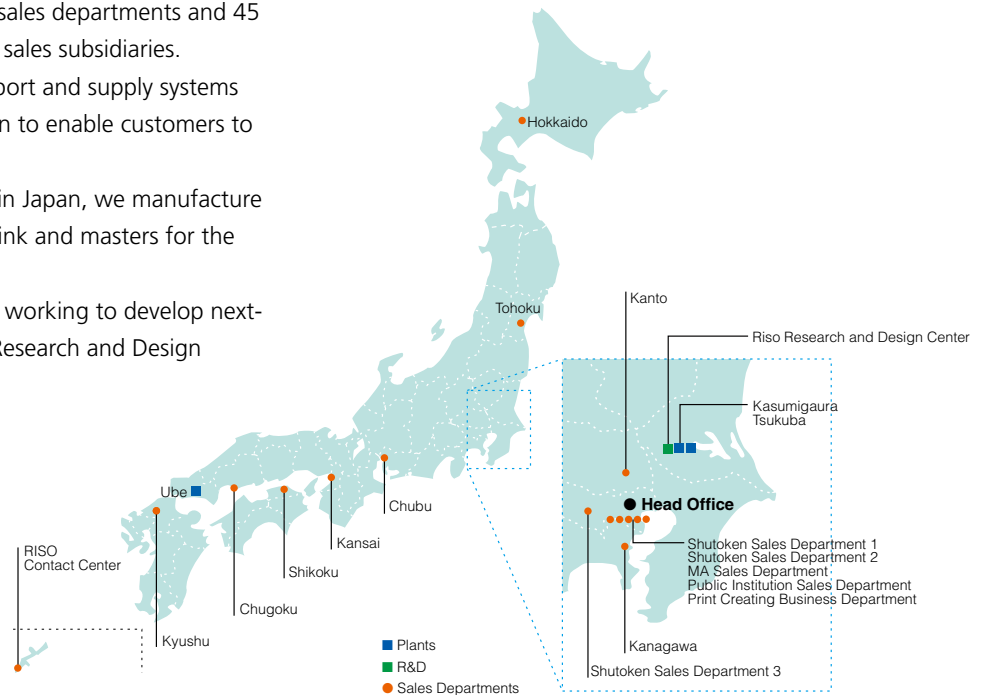 sales departments and 45
sales subsidiaries.
port and supply systems
n to enable customers to
in Japan, we manufacture
ink and masters for the
working to develop next-
Research and Design
Hokkaido
Tohoku
Kanto
Riso Research and Design Center
Kasumigaura
Tsukuba
Head Office
Ube
Chubu
Kansai
Shikoku
Chugoku
Kyushu
RISO
Contact Center
Shutoken Sales Department 1
Shutoken Sales Department 2
MA Sales Department
Public Institution Sales Department
Print Creating Business Department
Kanagawa
Shutoken Sales Department 3
Plants
R&D
Sales Departments